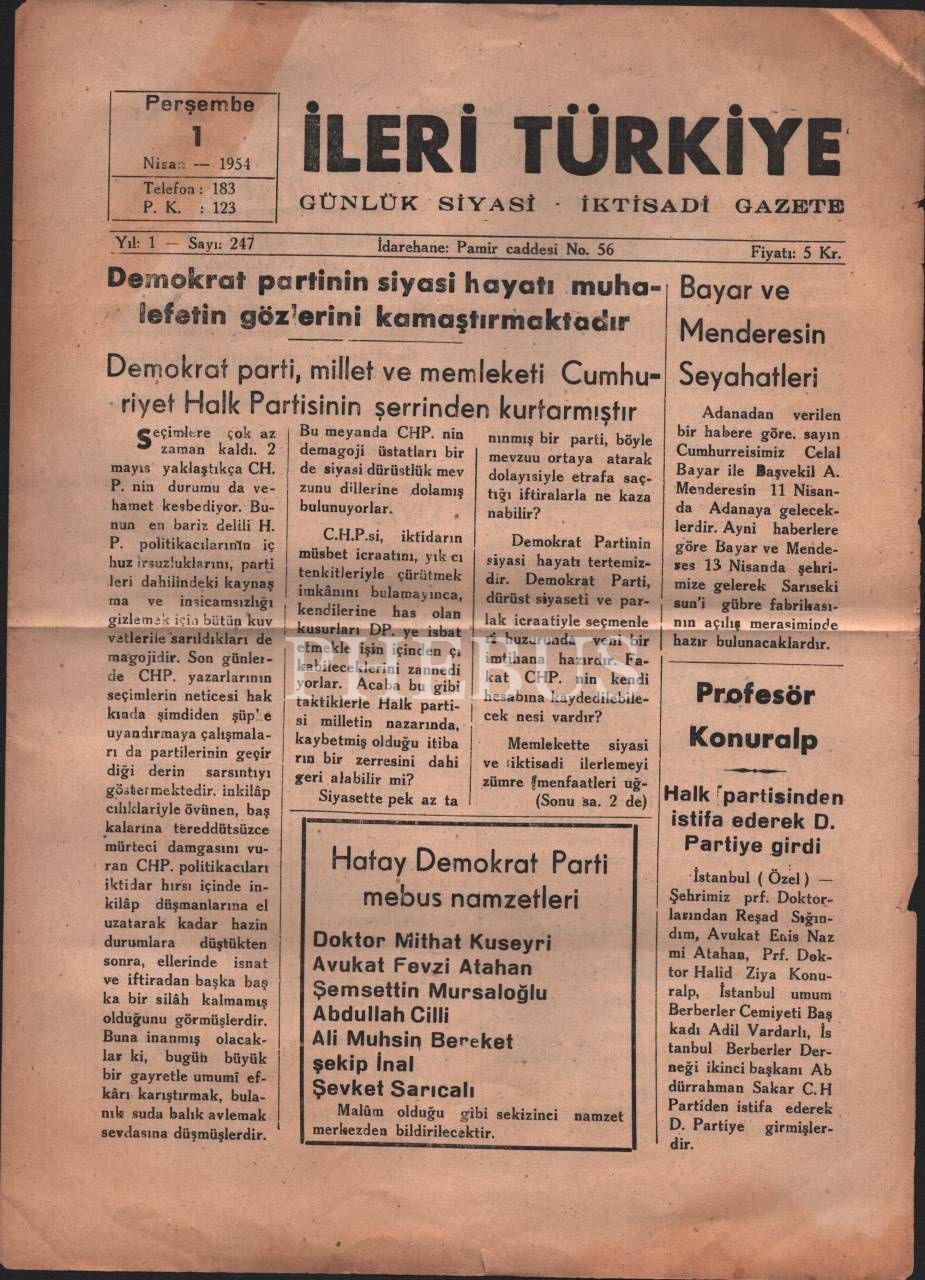 Perşembe
1
Nisan — 1954
Telefon : 183
P. K. : 123
İLERİ TÜRKİYE
GÜNLÜK SİYASİ - İKTİSADİ GAZETE
Yıl: 1 — Sayı: 247
İdarehane: Pamir caddesi No. 56
Fiyatı: 5 Kr.
Demokrat partinin siyasi hayatı muha-
lefetin göz'erini kamaştırmaktadır
Demokrat parti, millet ve memleketi Cumhu-
riyet Halk Partisinin şerrinden kurtarmıştır
Seçimlere çok az
zaman kaldı. 2
mayıs yaklaştıkça CH.
P. nin durumu da ve-
hamet kesbediyor. Bu-
nun en bariz delili H.
P. politikacılarının iç
huzursuzluklarını, parti
leri dahilindeki kaynaş
ma ve insicamsızlığı
gizlemek için bütün kuv
vetlerile sarıldıkları de
magojidir. Son günler-
de CHP. yazarlarının
seçimlerin neticesi hak
kında şimdiden şüp'e
uyandırmaya çalışmala-
rı da partilerinin geçir
diği derin sarsıntıyı
göstermektedir. inkilâp
cılıklariyle övünen, baş
kalarına tereddütsüzce
mürteci damgasını vu-
ran CHP. politikacıları
iktidar hırsı içinde in-
kilâp düşmanlarına el
uzatarak kadar hazin
durumlara düştükten
sonra, ellerinde isnat
ve iftiradan başka baş
ka bir silâh kalmamış
olduğunu görmüşlerdir.
Buna inanmış olacak-
lar ki, bugün büyük
bir gayretle umumî ef-
kârı karıştırmak, bula-
nık suda balık avlemak
sevdasına düşmüşlerdir.
Bu meyanda CHP. nin
demagoji üstatları bir
de siyasi dürüstlük mev
zunu dillerine dolamış
bulunuyorlar.
C.H.P.si, iktidarın
müsbet icraatını, yık cı
tenkitleriyle çürütmek
imkânını bulamayınca,
kendilerine has olan
kusurları DP. ye isbat
etmekle işin içinden çı
kabileceklerini zannedi
yorlar. Acaba bu gibi
taktiklerle Halk parti-
si milletin nazarında,
kaybetmiş olduğu itiba
rın bir zerresini dahi
geri alabilir mi?
Siyasette pek az ta
nınmış bir parti, böyle
mevzuu ortaya atarak
dolayısiyle etrafa saç-
tığı iftiralarla ne kaza
nabilir?
Demokrat Partinin
siyasi hayatı tertemiz-
dir. Demokrat Parti,
dürüst siyaseti ve par-
lak icraatiyle seçmenle
ri huzurunda yeni bir
imtihana hazırdır. Fa-
kat CHP. nin kendi
hesabına kaydedilebile-
cek nesi vardır?
Memlekette siyasi
ve iktisadi ilerlemeyi
zümre menfaatleri uğ-
(Sonu sa. 2 de)
Hatay Demokrat Parti
mebus namzetleri
Doktor Mithat Kuseyri
Avukat Fevzi Atahan
Şemsettin Mursaloğlu
Abdullah Cilli
Ali Muhsin Bereket
şekip İnal
Şevket Sarıcalı
Malûm olduğu gibi sekizinci namzet
merkezden bildirilecektir.
Bayar ve
Menderesin
Seyahatleri
Adanadan verilen
bir habere göre. sayın
Cumhurreisimiz Celal
Bayar ile Başvekil A.
Menderesin 11 Nisan-
da Adanaya gelecek-
lerdir. Ayni haberlere
göre Bayar ve Mende-
res 13 Nisanda şehri-
mize gelerek Sarıseki
sun'i gübre fabrikası-
nın açılış merasiminde
hazır bulunacaklardır.
Profesör
Konuralp
Halk partisinden
istifa ederek D.
Partiye girdi
İstanbul ( Özel ) —
Şehrimiz prf. Doktor-
larından Reşad Sığın-
dım, Avukat Enis Naz
mi Atahan, Prf. Dok-
tor Halid Ziya Konu-
ralp, İstanbul umum
Berberler Cemiyeti Baş
kadı Adil Vardarlı, İs
tanbul Berberler Der-
neği ikinci başkanı Ab
dürrahman Sakar C.H
Partiden istifa ederek
D. Partiye girmişler-
dir.
PHEBUS